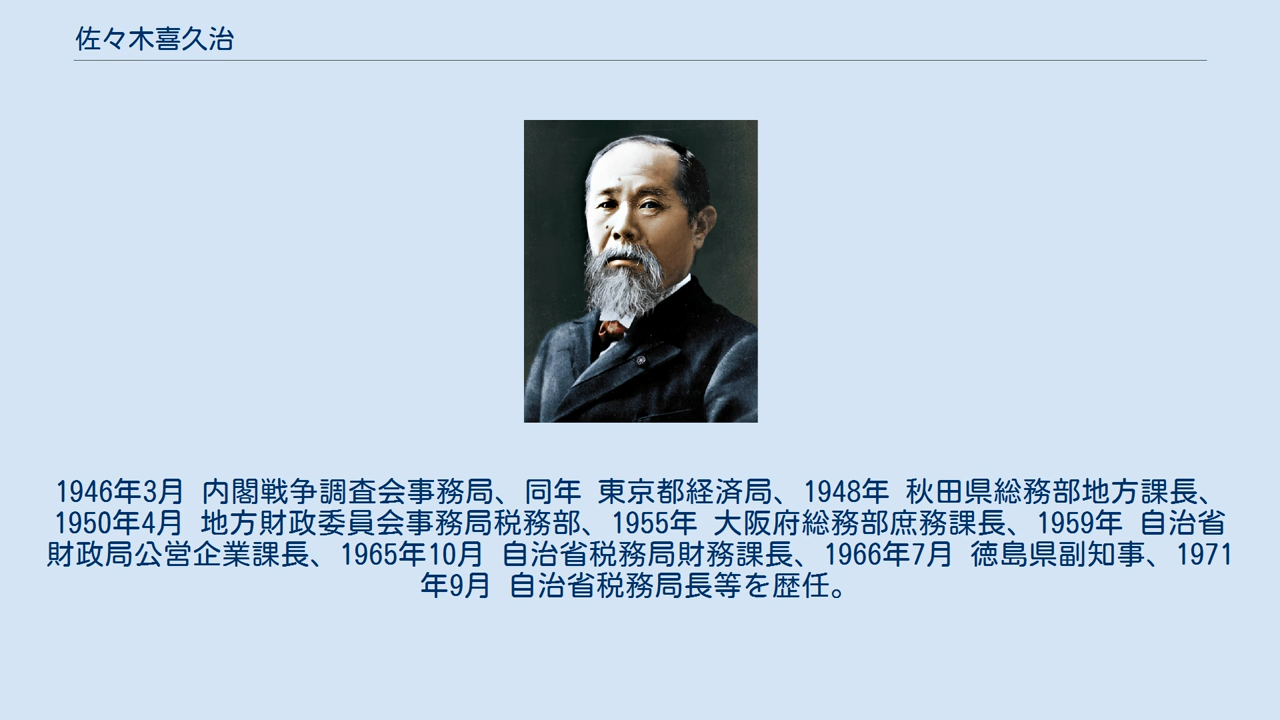 佐々木喜久治
1946年3月 内閣戦争調査会事務局、同年 東京都経済局、1948年 秋田県総務部地方課長、
1950年4月 地方財政委員会事務局税務部、1955年 大阪府総務部庶務課長、1959年 自治省
財政局公営企業課長、1965年10月 自治省税務局財務課長、1966年7月 徳島県副知事、1971
年9月 自治省税務局長等を歴任。